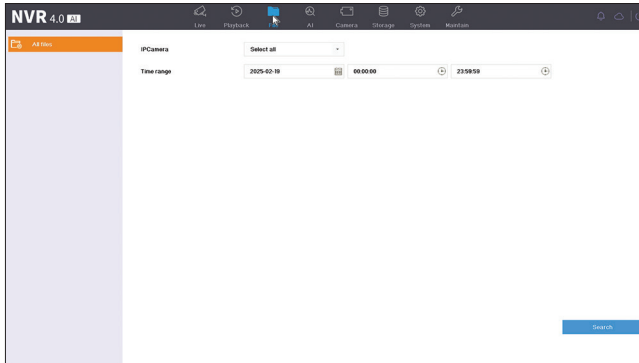 NVR 4.0 AI
Live Playback File AI Camera Storage System Maintain
All files
IPCamera Select all
Time range 2025-02-19 00:00:00 23:59:59
Search